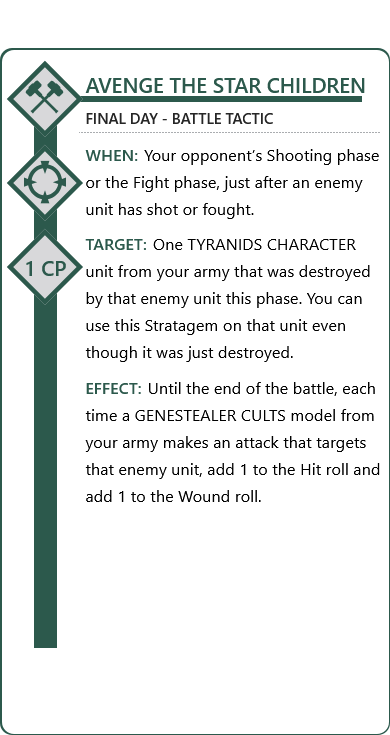 AVENGE THE STAR CHILDREN
FINAL DAY - BATTLE TACTIC
WHEN: Your opponent’s Shooting phase
or the Fight phase, just after an enemy
unit has shot or fought.
1 CP
TARGET: One TYRANIDS CHARACTER
unit from your army that was destroyed
by that enemy unit this phase. You can
use this Stratagem on that unit even
though it was just destroyed.
EFFECT: Until the end of the battle, each
time a GENESTEALER CULTS model from
your army makes an attack that targets
that enemy unit, add 1 to the Hit roll and
add 1 to the Wound roll.